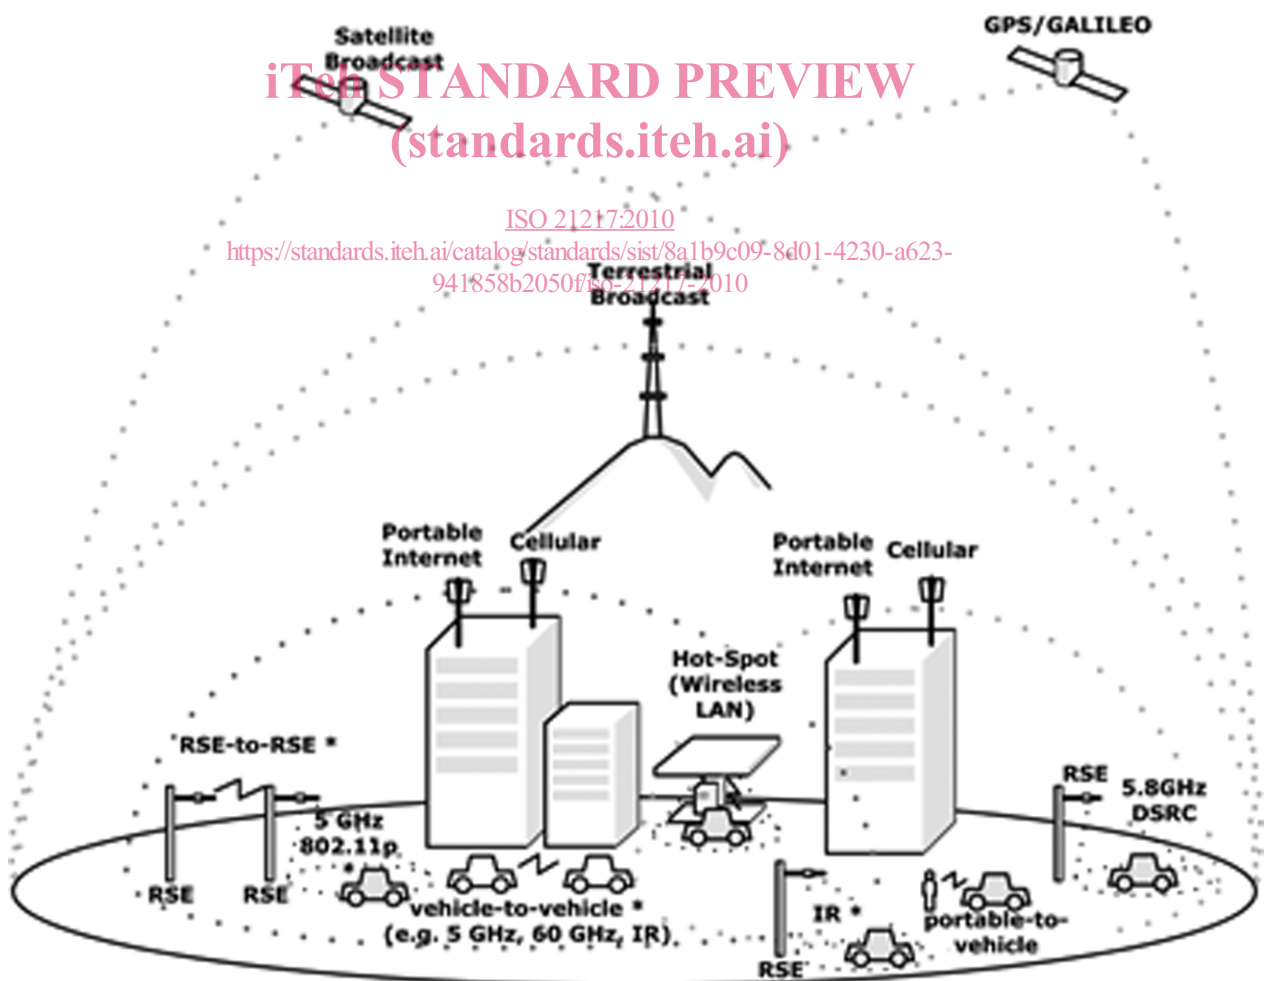 Satellite
Broadcast
GPS/GALILEO
iTeh STANDARD PREVIEW
(standards.iteh.ai)
ISO 21217:2010
https://standards.iteh.ai/catalog/standards/sist/8a1b9c09-8d01-4230-a623-
941858b2050f/iso-21217-2010
Terrestrial
Broadcast
Portable
Internet
Cellular
Portable
Internet
Cellular
Hot-Spot
(Wireless
LAN)
RSE-to-RSE *
RSE
RSE
5 GHz
802.11p
*
vehicle-to-vehicle *
(e.g. 5 GHz, 60 GHz, IR)
RSE
IR *
portable-to-
vehicle
RSE
5.8GHz
DSRC